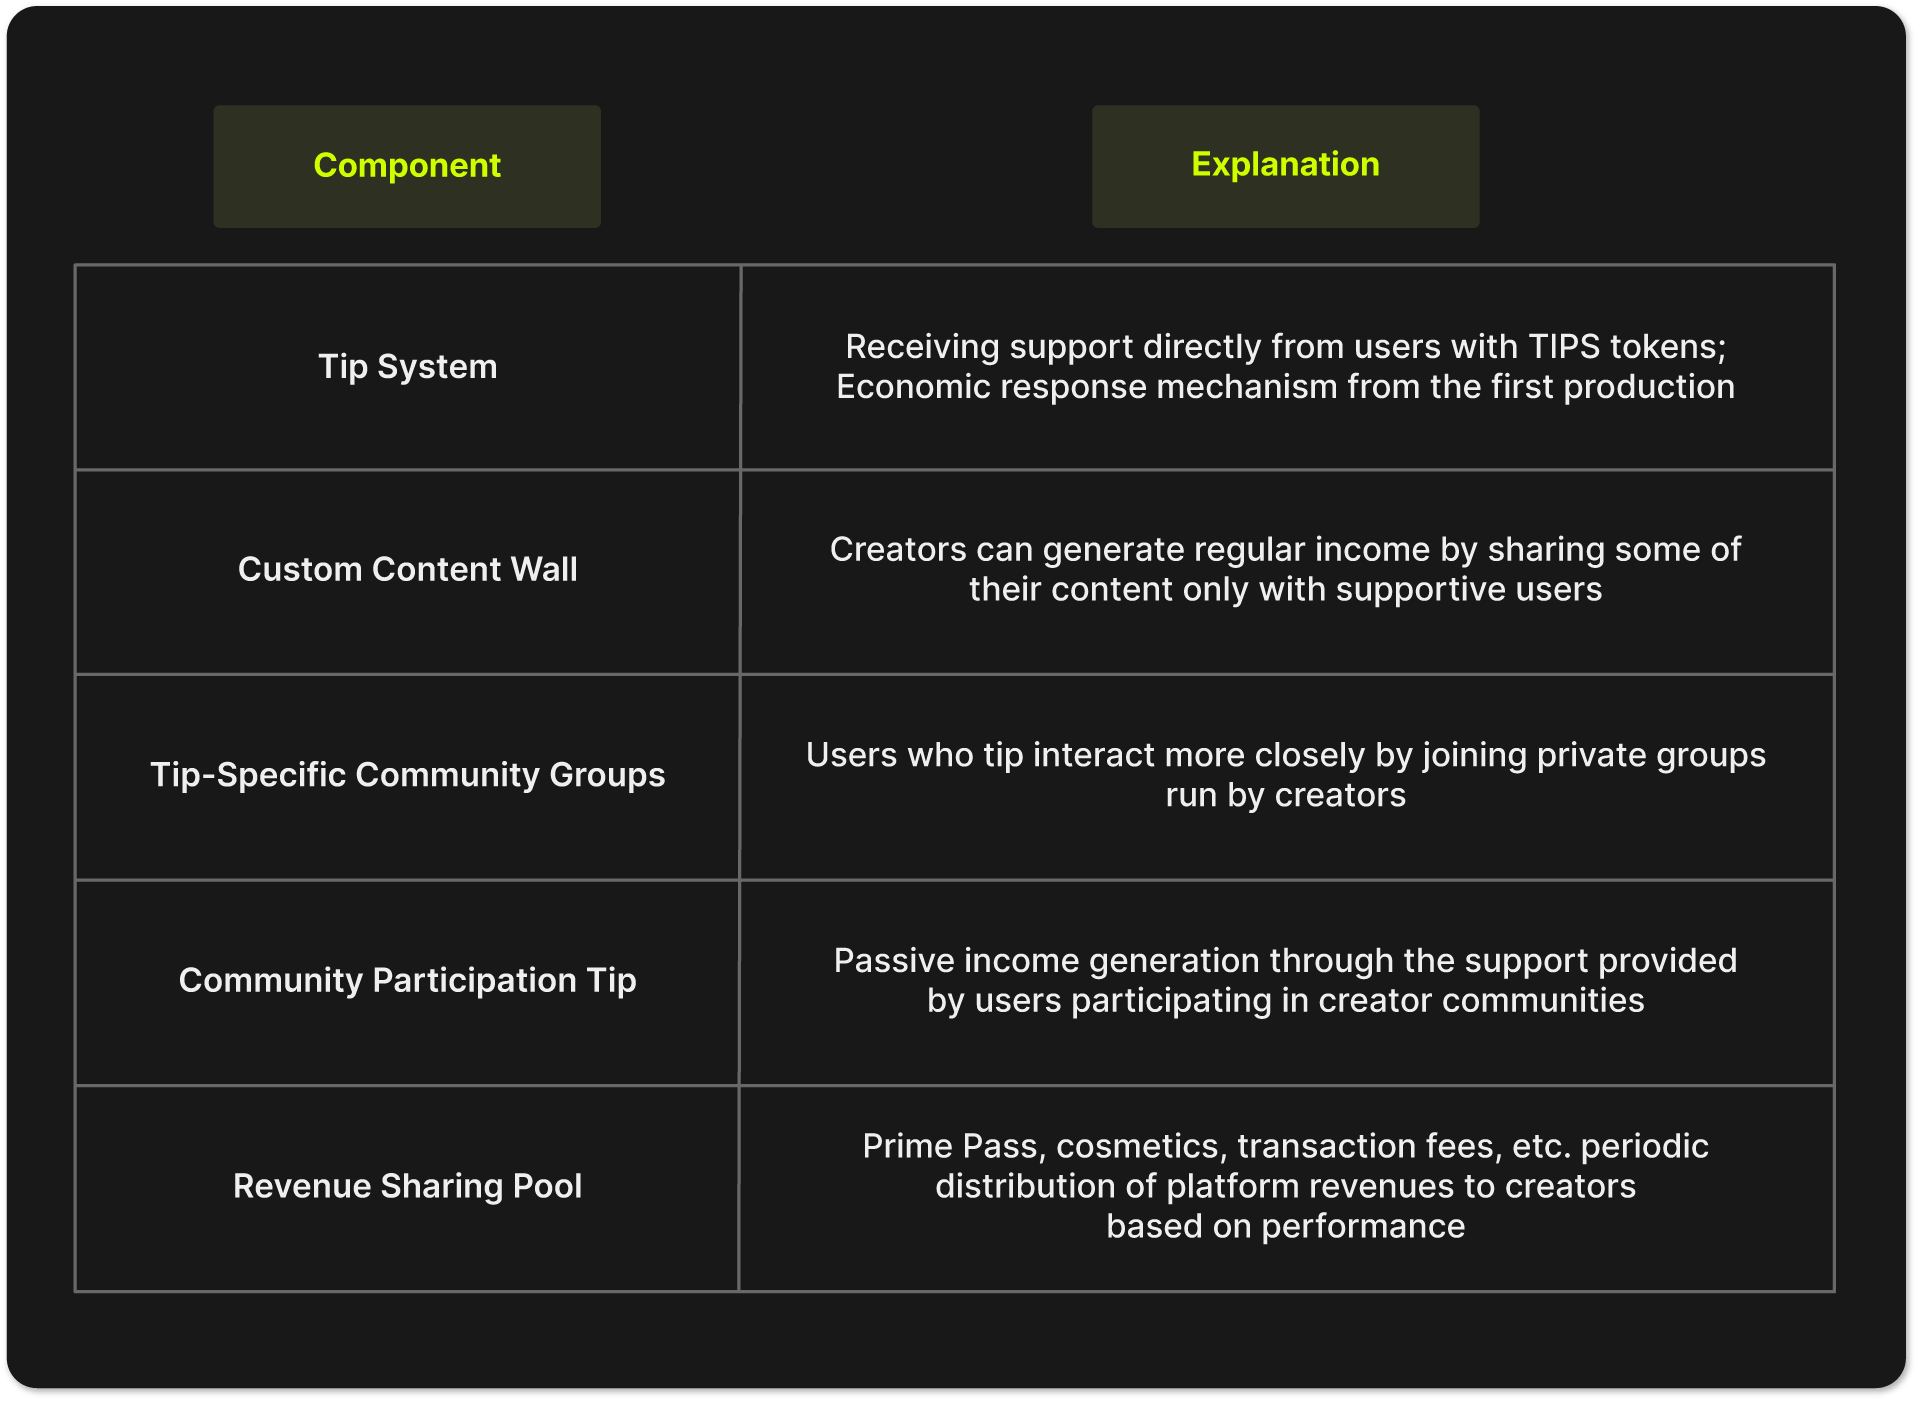 Component
Explanation
Tip System
Receiving support directly from users with TIPS tokens;
Economic response mechanism from the first production
Custom Content Wall
Creators can generate regular income by sharing some of
their content only with supportive users
Tip-Specific Community Groups
Users who tip interact more closely by joining private groups
run by creators
Community Participation Tip
Passive income generation through the support provided
by users participating in creator communities
Revenue Sharing Pool
Prime Pass, cosmetics, transaction fees, etc. periodic
distribution of platform revenues to creators
based on performance